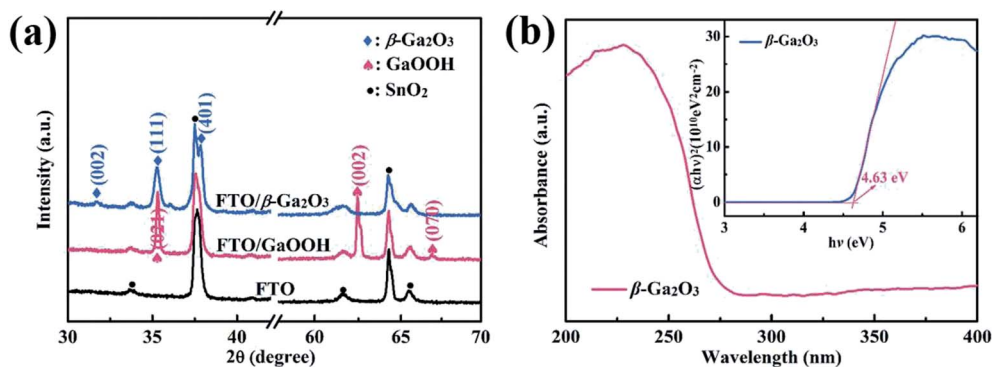 (a)
♦: β-Ga2O3
♠: GaOOH
●: SnO2
Intensity (a.u.)
(002)
(111)
(401)
FTO/β-Ga2O3
(021)
FTO/GaOOH
(002)
(070)
FTO
30 35 40 60 65 70
2θ (degree)
(b)
Absorbance (a.u.)
β-Ga2O3
200 250 300 350 400
Wavelength (nm)
β-Ga2O3
(αhν)2(1010eV2cm-2)
30
20
10
0
4.63 eV
3 4 5 6
hν (eV)